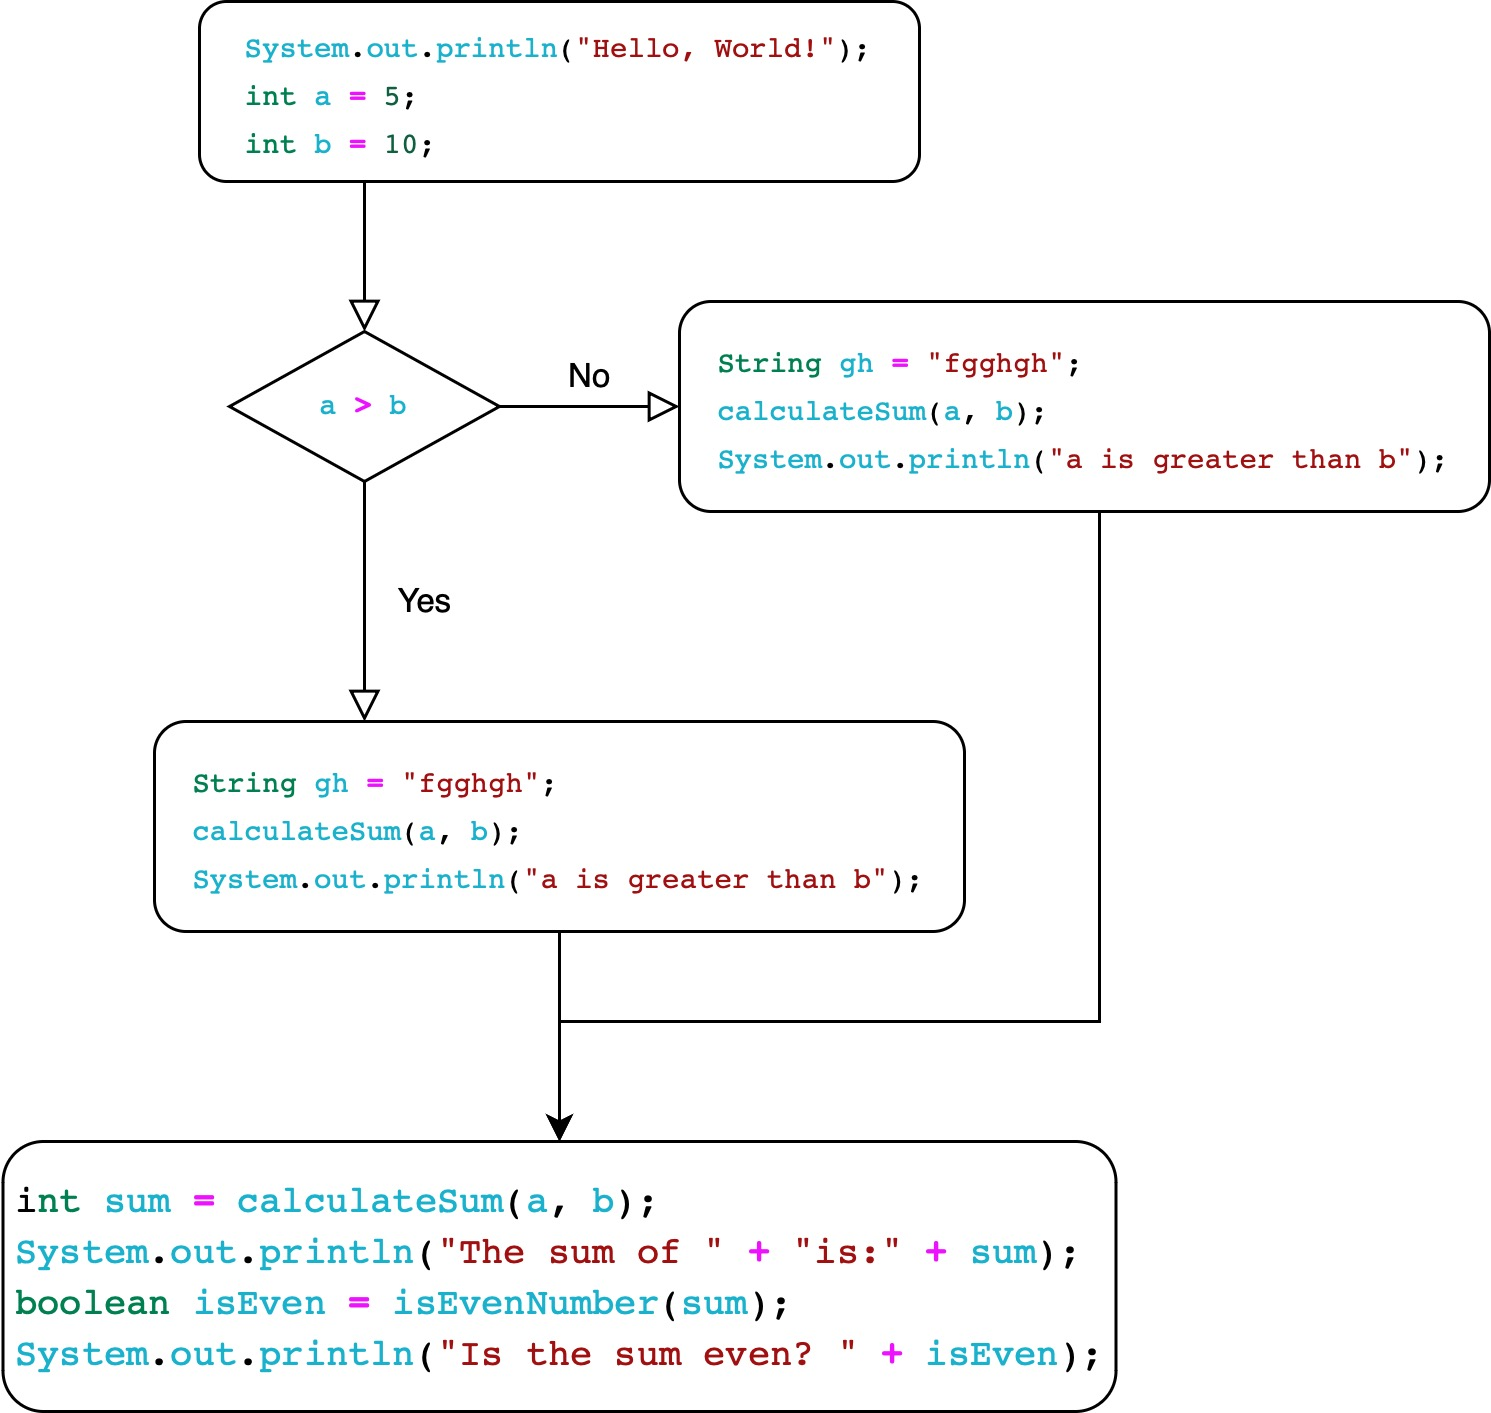 System.out.println("Hello, World!");
int a = 5;
int b = 10;
a > b
No
String gh = "fgghgh";
calculateSum(a, b);
System.out.println("a is greater than b");
Yes
String gh = "fgghgh";
calculateSum(a, b);
System.out.println("a is greater than b");
int sum = calculateSum(a, b);
System.out.println("The sum of " + "is:" + sum);
boolean isEven = isEvenNumber(sum);
System.out.println("Is the sum even? " + isEven);